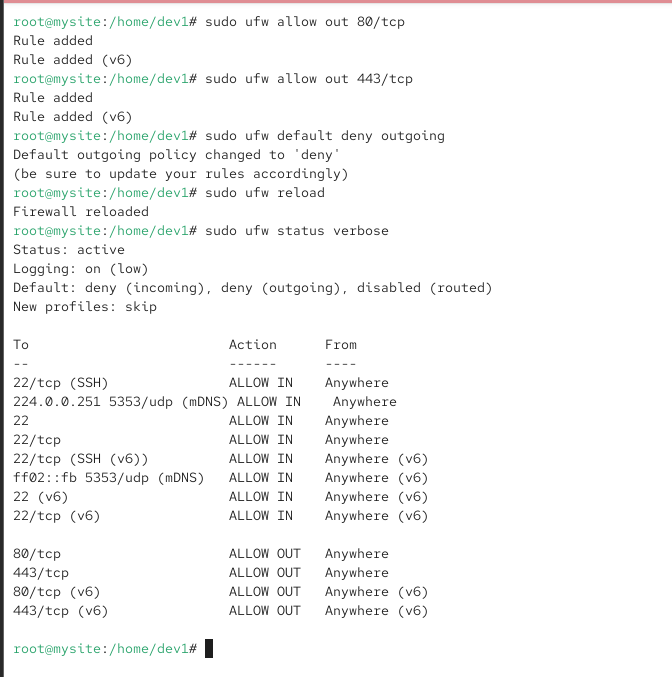 root@mysite:/home/dev1# sudo ufw allow out 80/tcp
Rule added
Rule added (v6)
root@mysite:/home/dev1# sudo ufw allow out 443/tcp
Rule added
Rule added (v6)
root@mysite:/home/dev1# sudo ufw default deny outgoing
Default outgoing policy changed to 'deny'
(be sure to update your rules accordingly)
root@mysite:/home/dev1# sudo ufw reload
Firewall reloaded
root@mysite:/home/dev1# sudo ufw status verbose
Status: active
Logging: on (low)
Default: deny (incoming), deny (outgoing), disabled (routed)
New profiles: skip

To                         Action      From
--                         ------      ----
22/tcp (SSH)               ALLOW IN    Anywhere
224.0.0.251 5353/udp (mDNS) ALLOW IN    Anywhere
22                         ALLOW IN    Anywhere
22/tcp                     ALLOW IN    Anywhere
22/tcp (SSH (v6))          ALLOW IN    Anywhere (v6)
ff02::fb 5353/udp (mDNS)   ALLOW IN    Anywhere (v6)
22 (v6)                    ALLOW IN    Anywhere (v6)
22/tcp (v6)                ALLOW IN    Anywhere (v6)

80/tcp                     ALLOW OUT   Anywhere
443/tcp                    ALLOW OUT   Anywhere
80/tcp (v6)                ALLOW OUT   Anywhere (v6)
443/tcp (v6)               ALLOW OUT   Anywhere (v6)

root@mysite:/home/dev1#